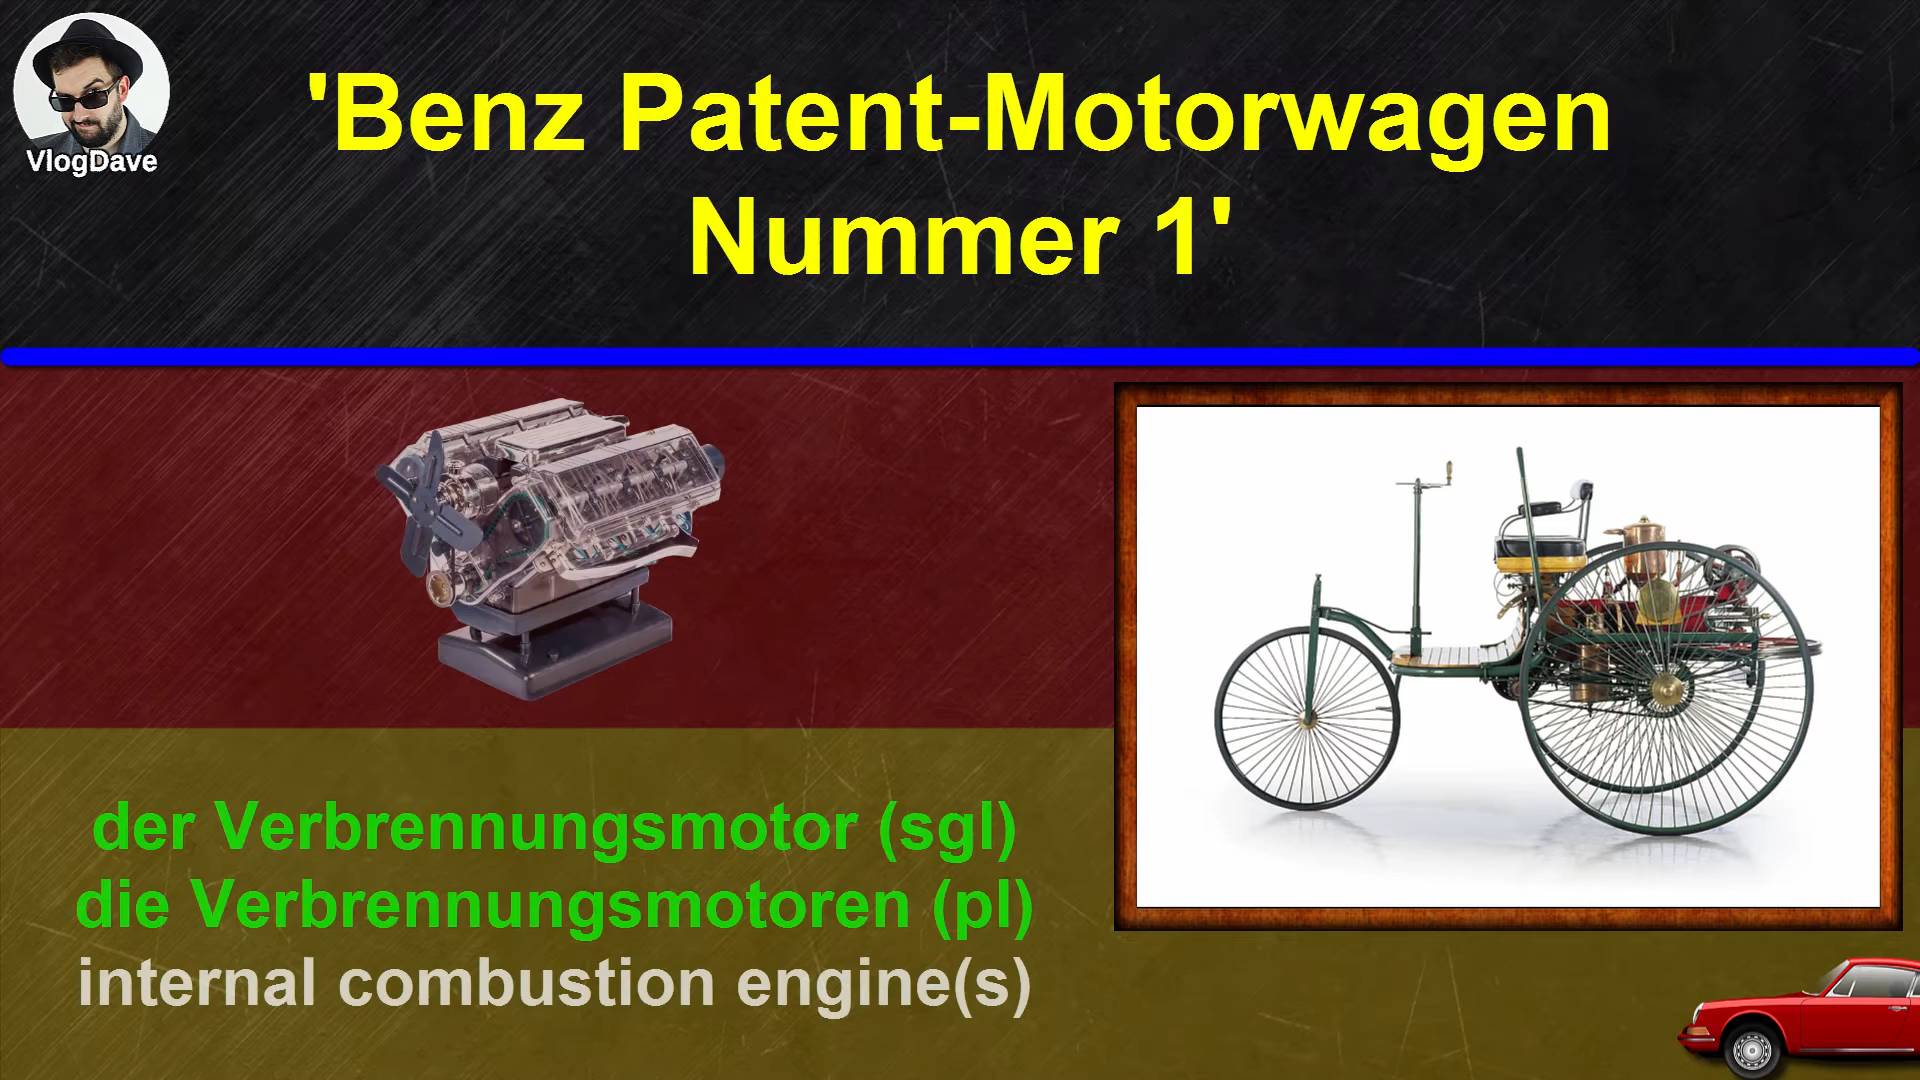 VlogDave
'Benz Patent-Motorwagen
Nummer 1'
der Verbrennungsmotor (sgl)
die Verbrennungsmotoren (pl)
internal combustion engine(s)